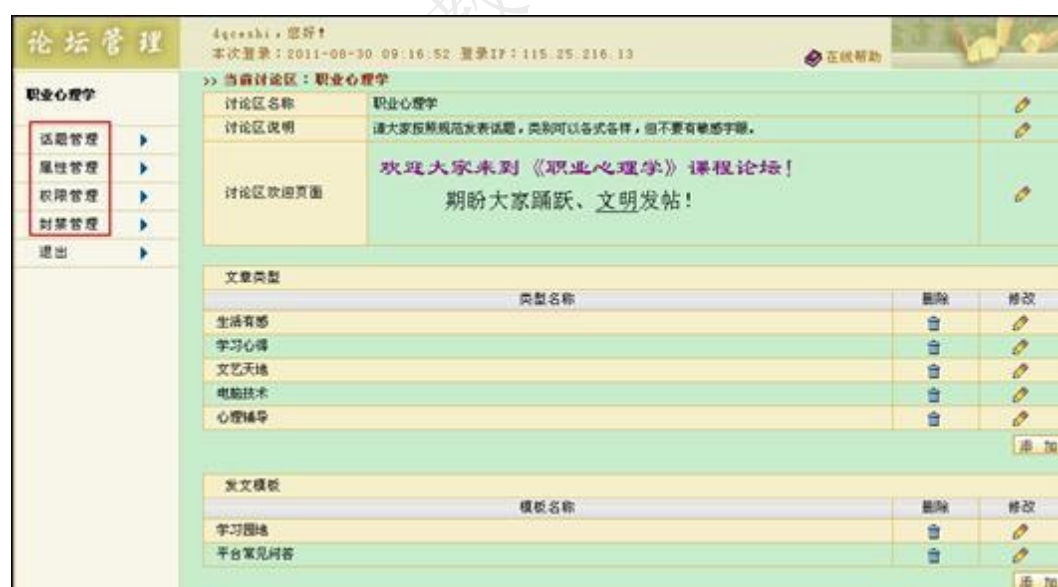 论坛管理
dqceshi，您好！
本次登录：2011-08-30 09:16:52 登录IP：115.25.216.13
在线帮助
职业心理学
话题管理
属性管理
权限管理
封禁管理
退出
>> 当前讨论区：职业心理学
讨论区名称 职业心理学
讨论区说明 请大家按照规范发表话题，类别可以各式各样，但不要有敏感字眼。
讨论区欢迎页面
欢迎大家来到《职业心理学》课程论坛！
期盼大家踊跃、文明发帖！
文章类型
类型名称 删除 修改
生活有感
学习心得
文艺天地
电脑技术
心理辅导
添 加
发文模板
模板名称 删除 修改
学习园地
平台常见问答
添 加